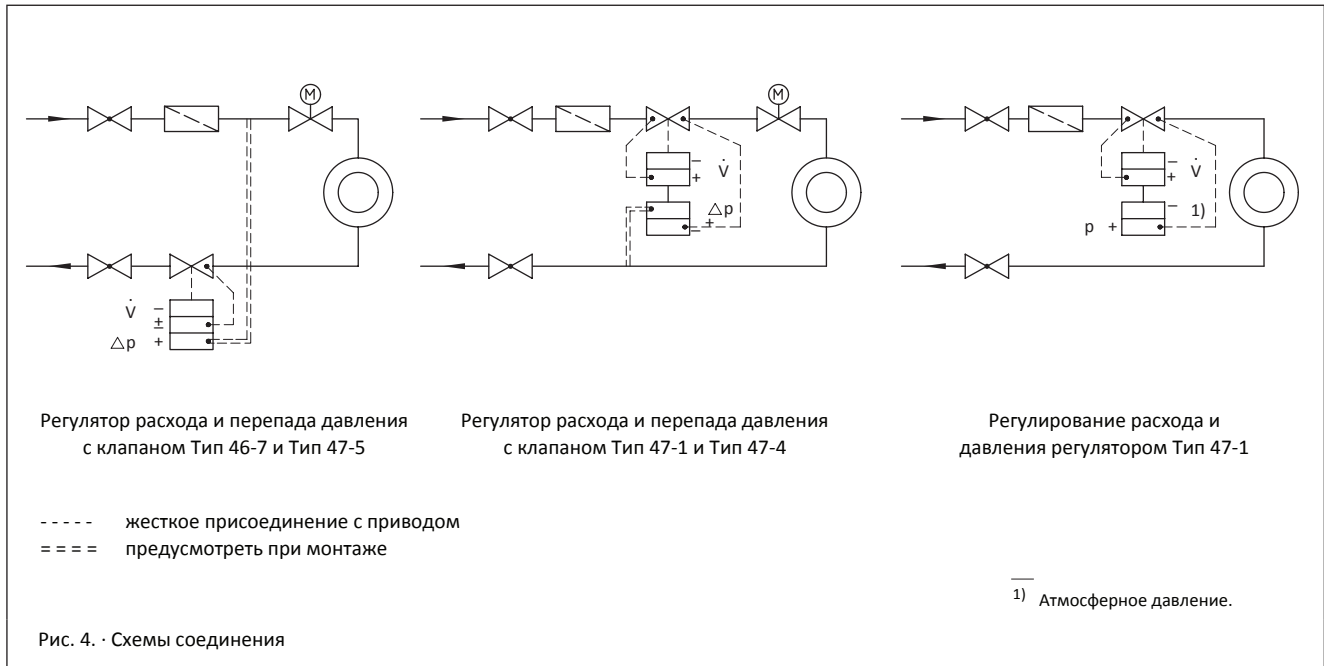 M
M
V̇ −
±
△p +
−
+ V̇
△p
+
−
−
+ V̇
− 1)
p +
Регулятор расхода и перепада давления
с клапаном Тип 46-7 и Тип 47-5
Регулятор расхода и перепада давления
с клапаном Тип 47-1 и Тип 47-4
Регулирование расхода и
давления регулятором Тип 47-1
- - - - - жесткое присоединение с приводом
= = = = предусмотреть при монтаже
1) Атмосферное давление.
Рис. 4. · Схемы соединения